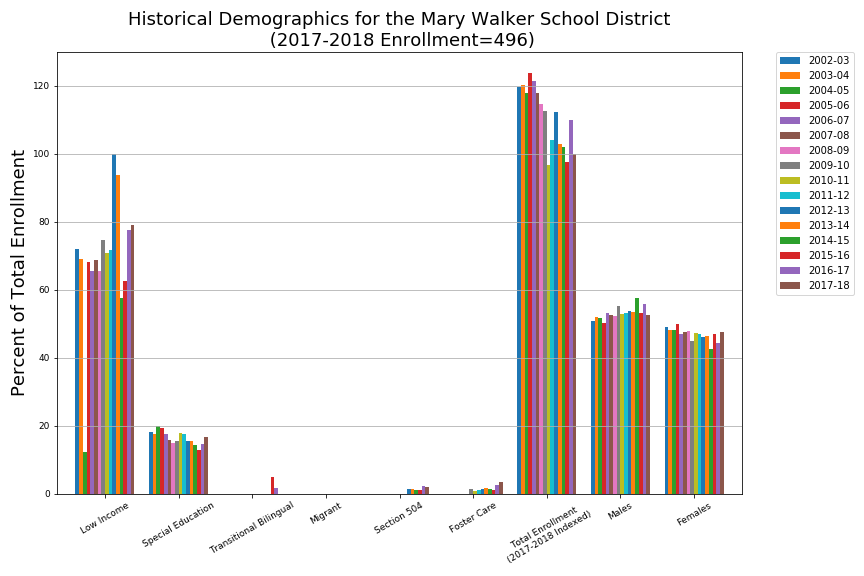 Historical Demographics for the Mary Walker School District
(2017-2018 Enrollment=496)
Percent of Total Enrollment
120
100
80
60
40
20
0
Low Income
Special Education
Transitional Bilingual
Migrant
Section 504
Foster Care
Total Enrollment
(2017-2018 Indexed)
Males
Females
2002-03
2003-04
2004-05
2005-06
2006-07
2007-08
2008-09
2009-10
2010-11
2011-12
2012-13
2013-14
2014-15
2015-16
2016-17
2017-18